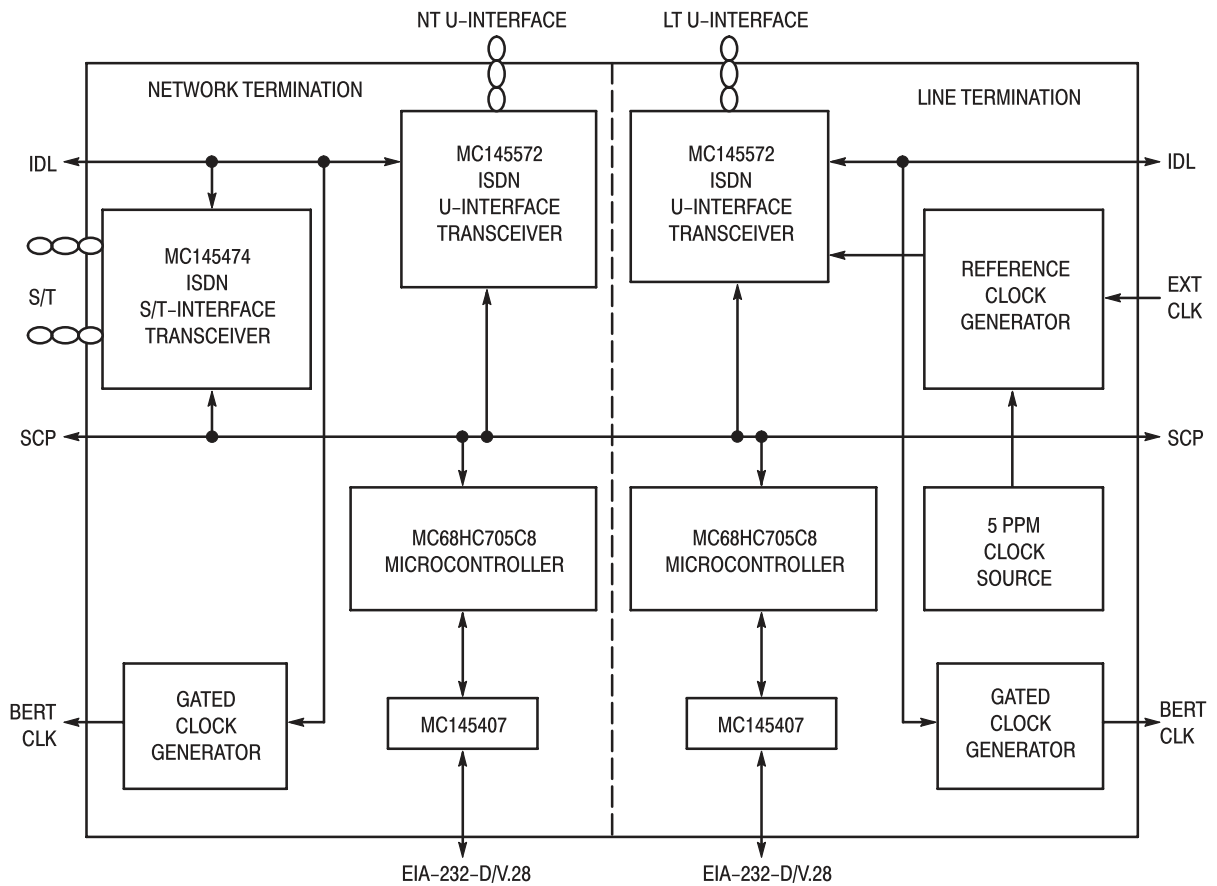 NT U-INTERFACE
LT U-INTERFACE
NETWORK TERMINATION
LINE TERMINATION
IDL
MC145572
ISDN
U-INTERFACE
TRANSCEIVER
MC145572
ISDN
U-INTERFACE
TRANSCEIVER
IDL
S/T
MC145474
ISDN
S/T-INTERFACE
TRANSCEIVER
REFERENCE
CLOCK
GENERATOR
EXT
CLK
SCP
SCP
MC68HC705C8
MICROCONTROLLER
MC68HC705C8
MICROCONTROLLER
5 PPM
CLOCK
SOURCE
BERT
CLK
GATED
CLOCK
GENERATOR
MC145407
MC145407
GATED
CLOCK
GENERATOR
BERT
CLK
EIA-232-D/V.28
EIA-232-D/V.28